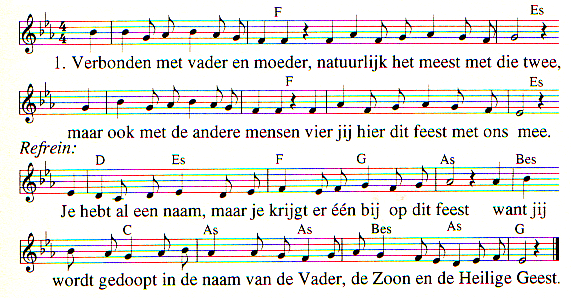 4
4
F Es
1. Verbonden met vader en moeder, natuurlijk het meest met die twee,
F Es
maar ook met de andere mensen vier jij hier dit feest met ons mee.
Refrein:
D Es F G As Bes
Je hebt al een naam, maar je krijgt er één bij op dit feest want jij
C As As Bes As G
wordt gedoopt in de naam van de Vader, de Zoon en de Heilige Geest.